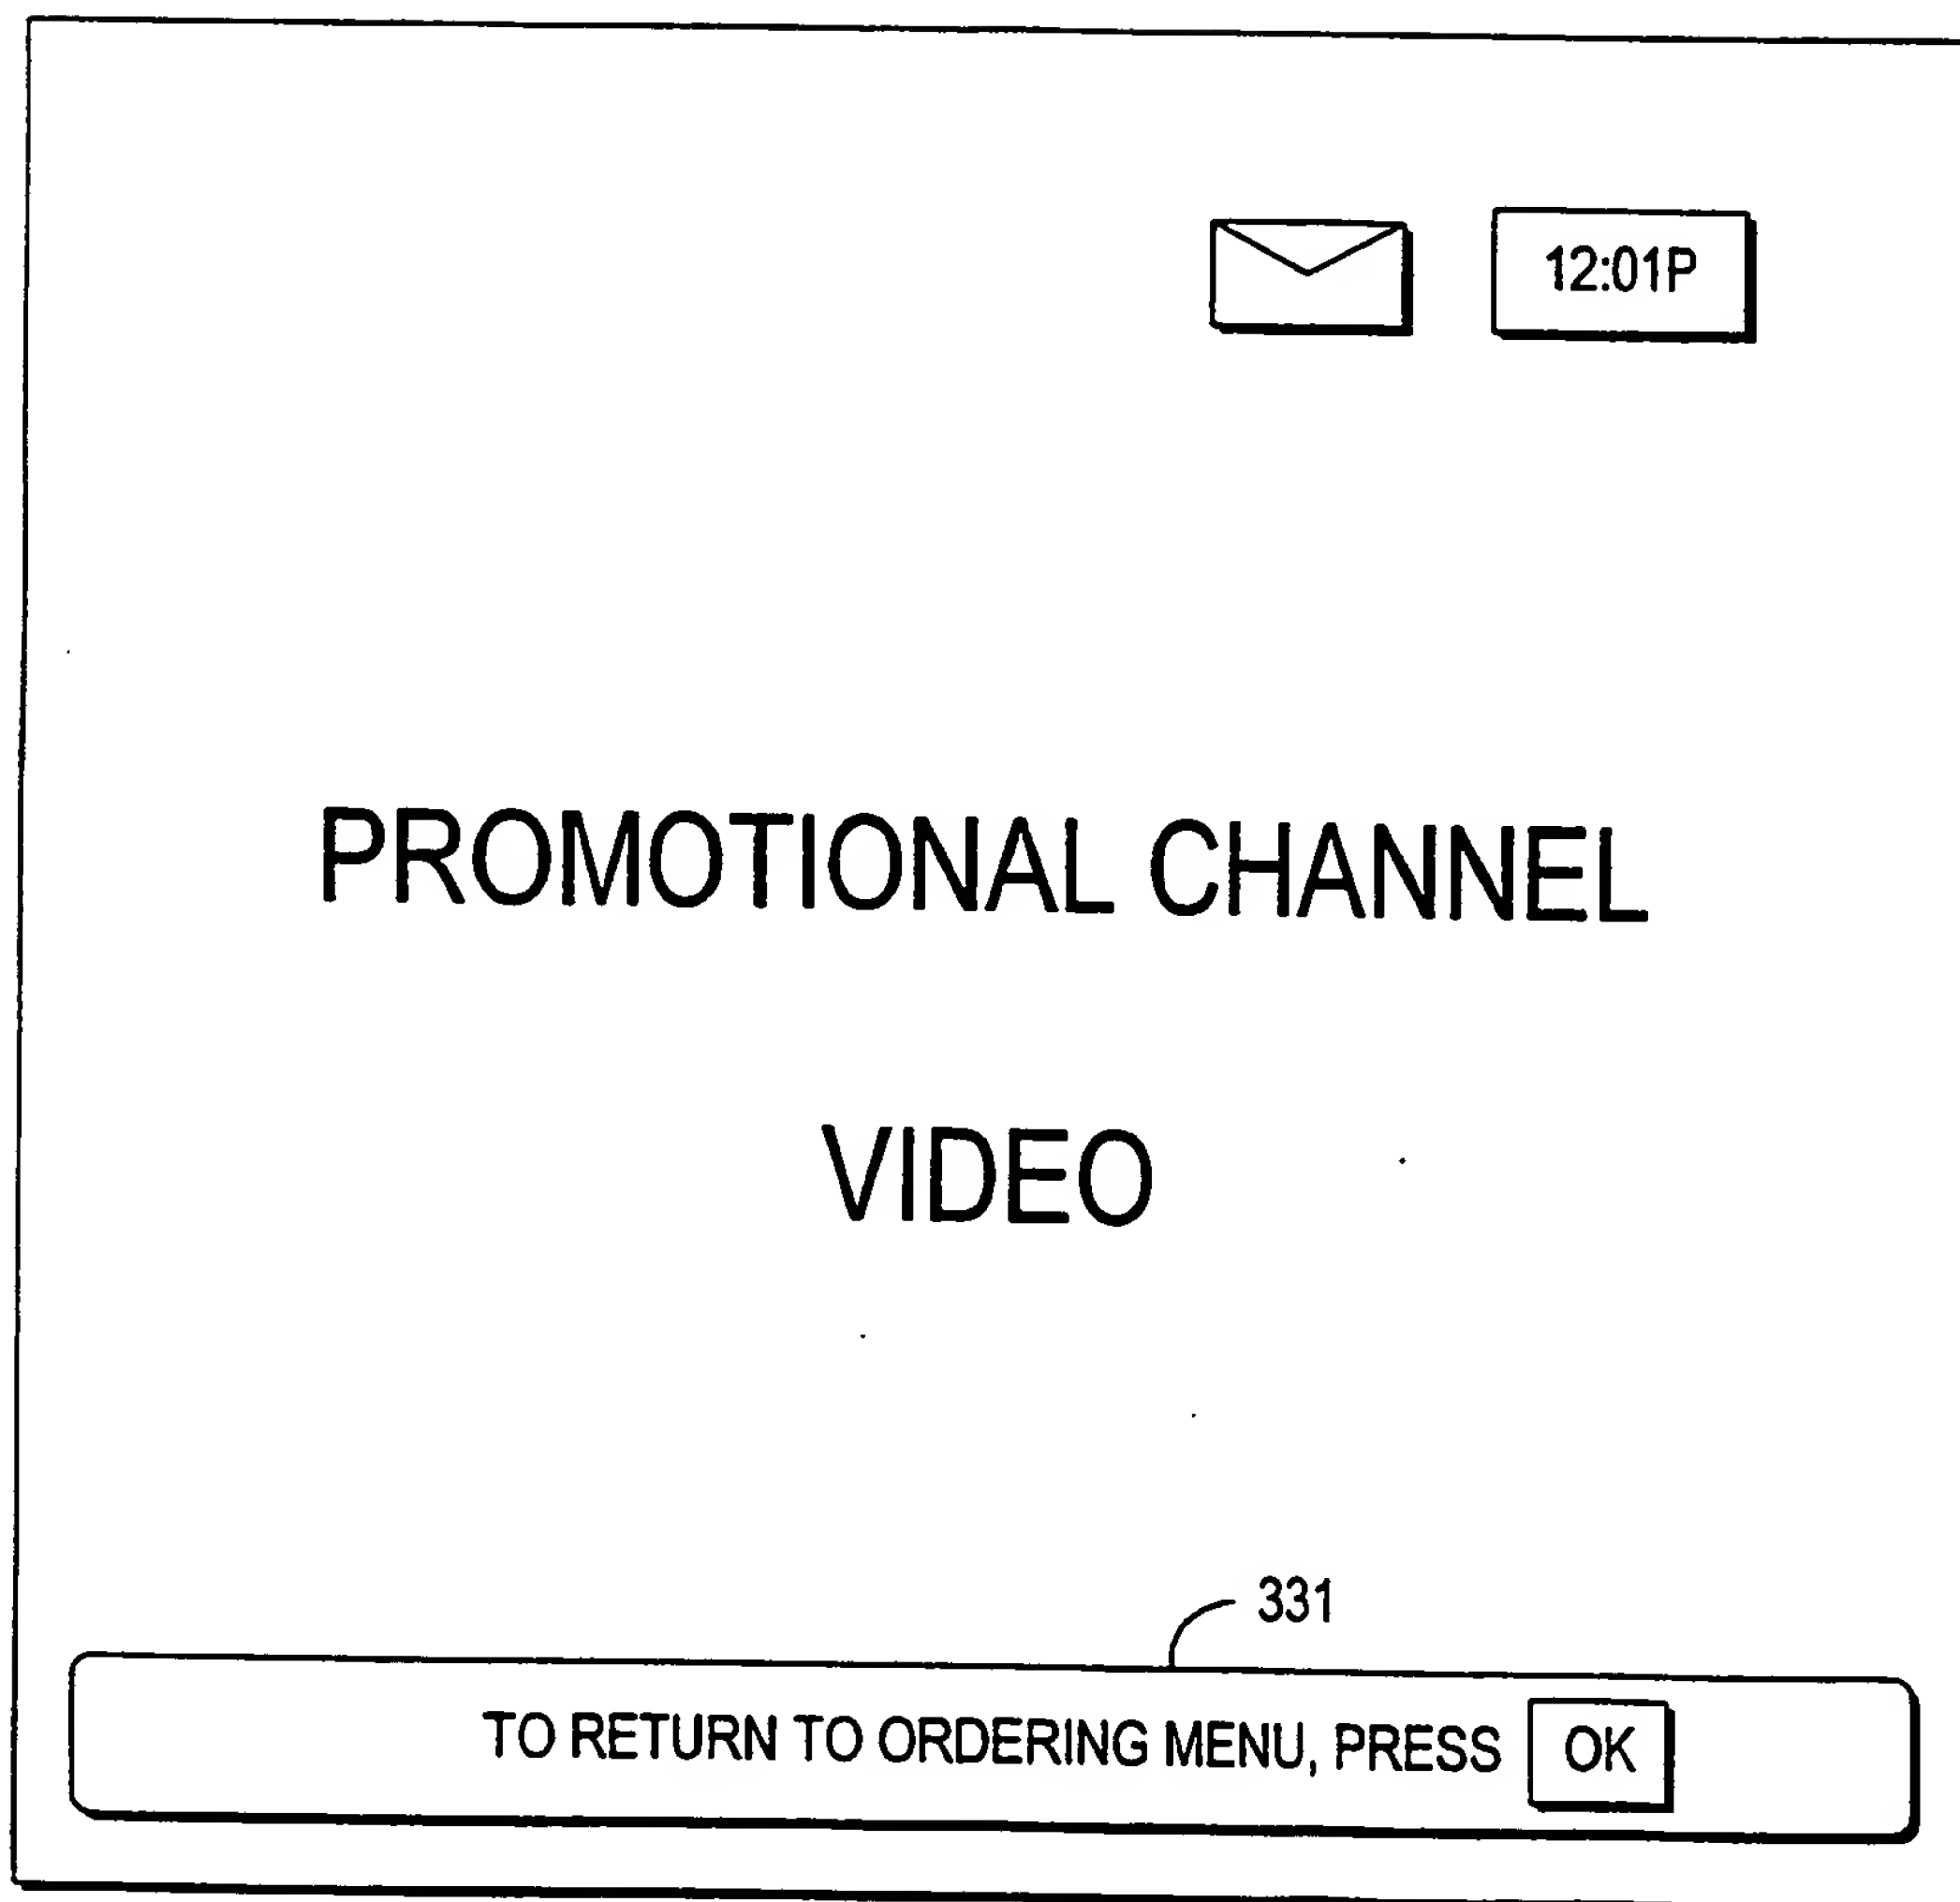 12:01P
PROMOTIONAL CHANNEL
VIDEO
331
TO RETURN TO ORDERING MENU, PRESS OK